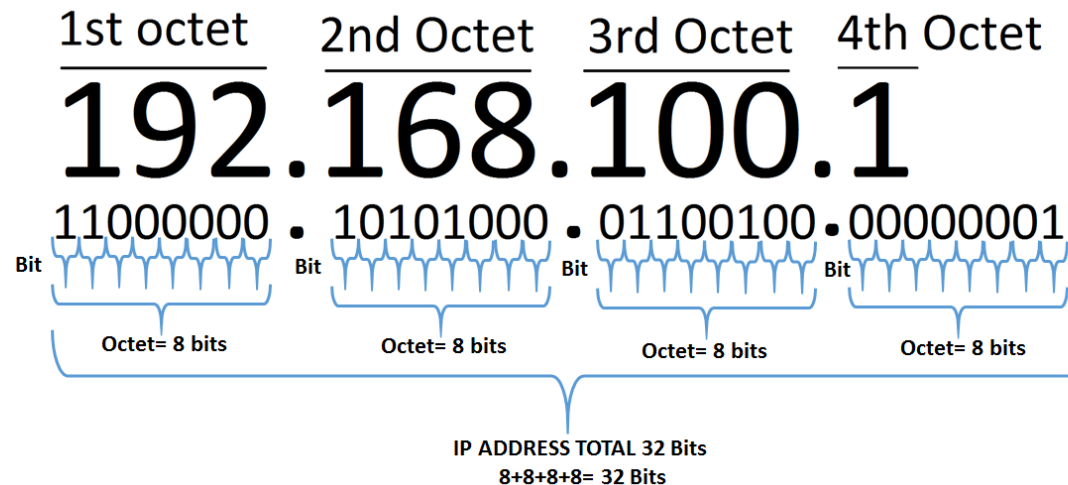 1st octet 2nd Octet 3rd Octet 4th Octet
192.168.100.1
11000000 . 10101000 . 01100100 . 00000001
Bit Bit Bit Bit
Octet= 8 bits Octet= 8 bits Octet= 8 bits Octet= 8 bits
IP ADDRESS TOTAL 32 Bits
8+8+8+8= 32 Bits